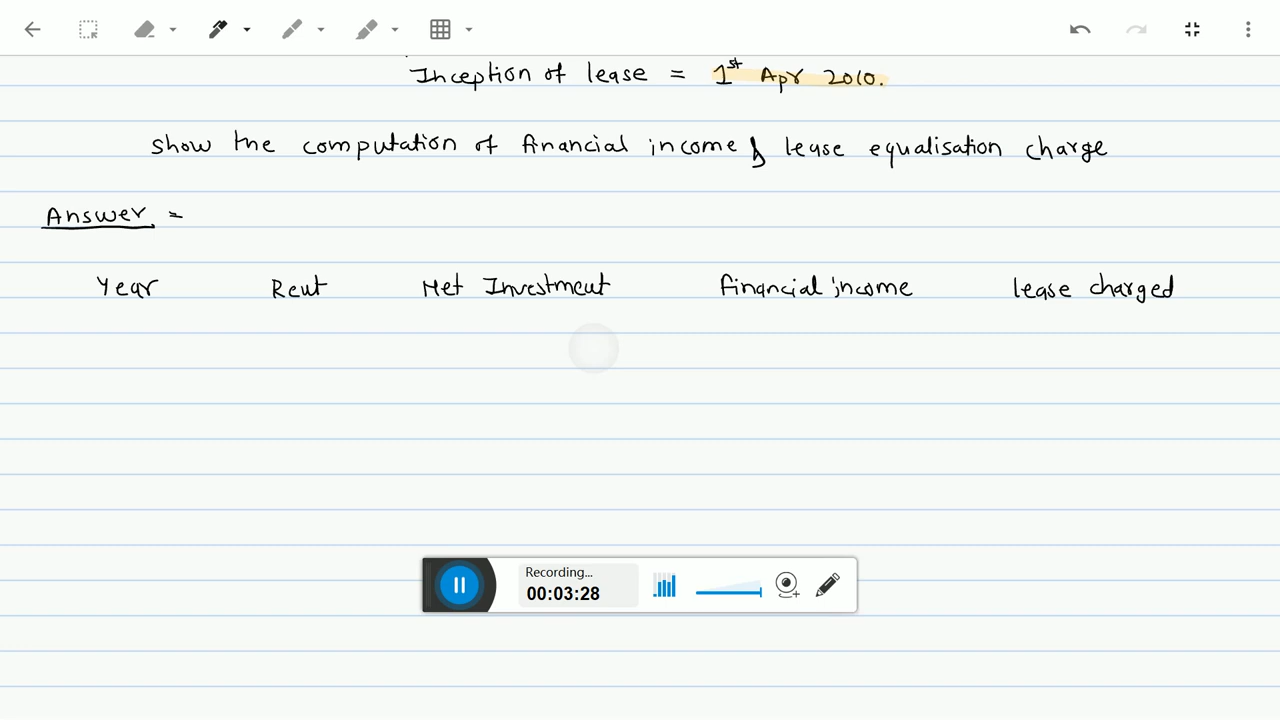 Inception of lease = 1st Apr 2010.
show the computation of financial income & lease equalisation charge
Answer =
Year Rent Net Investment financial income lease charged
Recording...
00:03:28